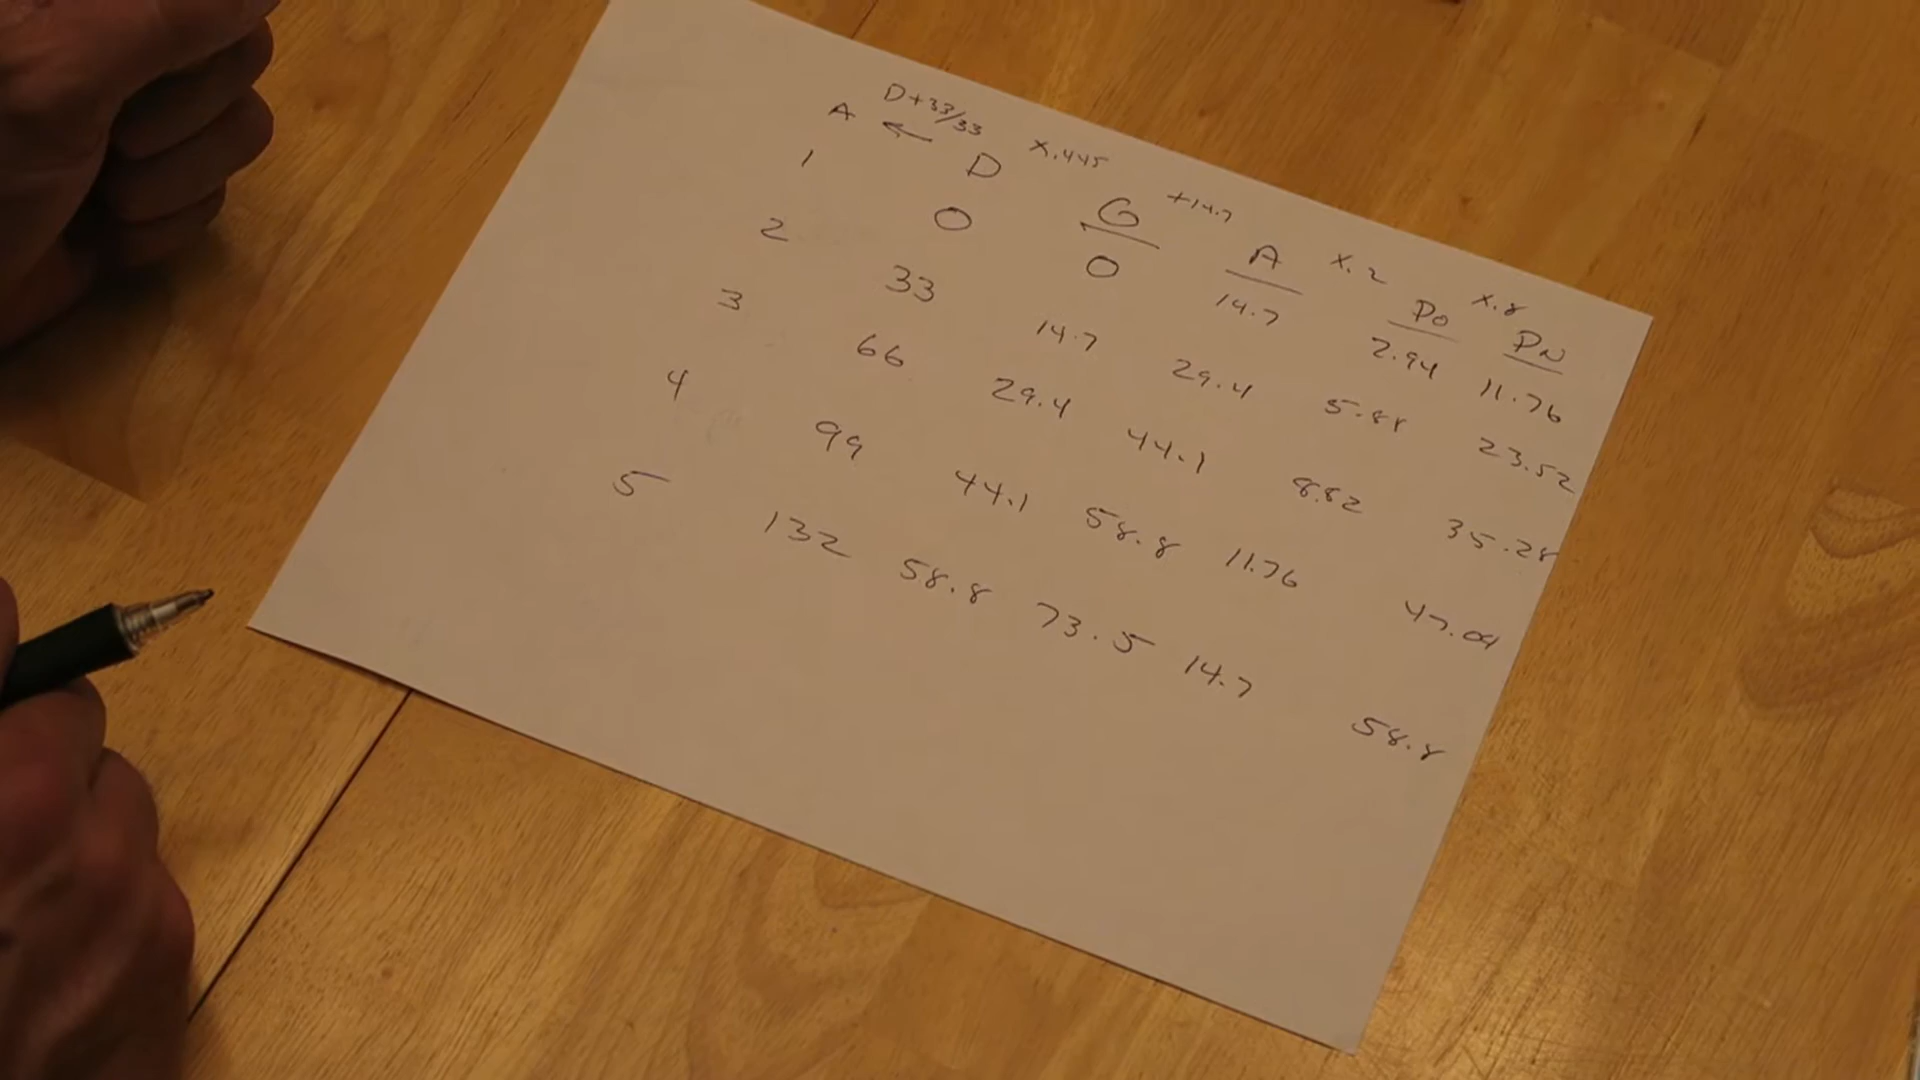 A ← D+33/33 D x.445 G +14.7 A x.2 PO x.8 PN
1 0 0 14.7 2.94 11.76
2 33 14.7 29.4 5.88 23.52
3 66 29.4 44.1 8.82 35.28
4 99 44.1 58.8 11.76 47.04
5 132 58.8 73.5 14.7 58.8